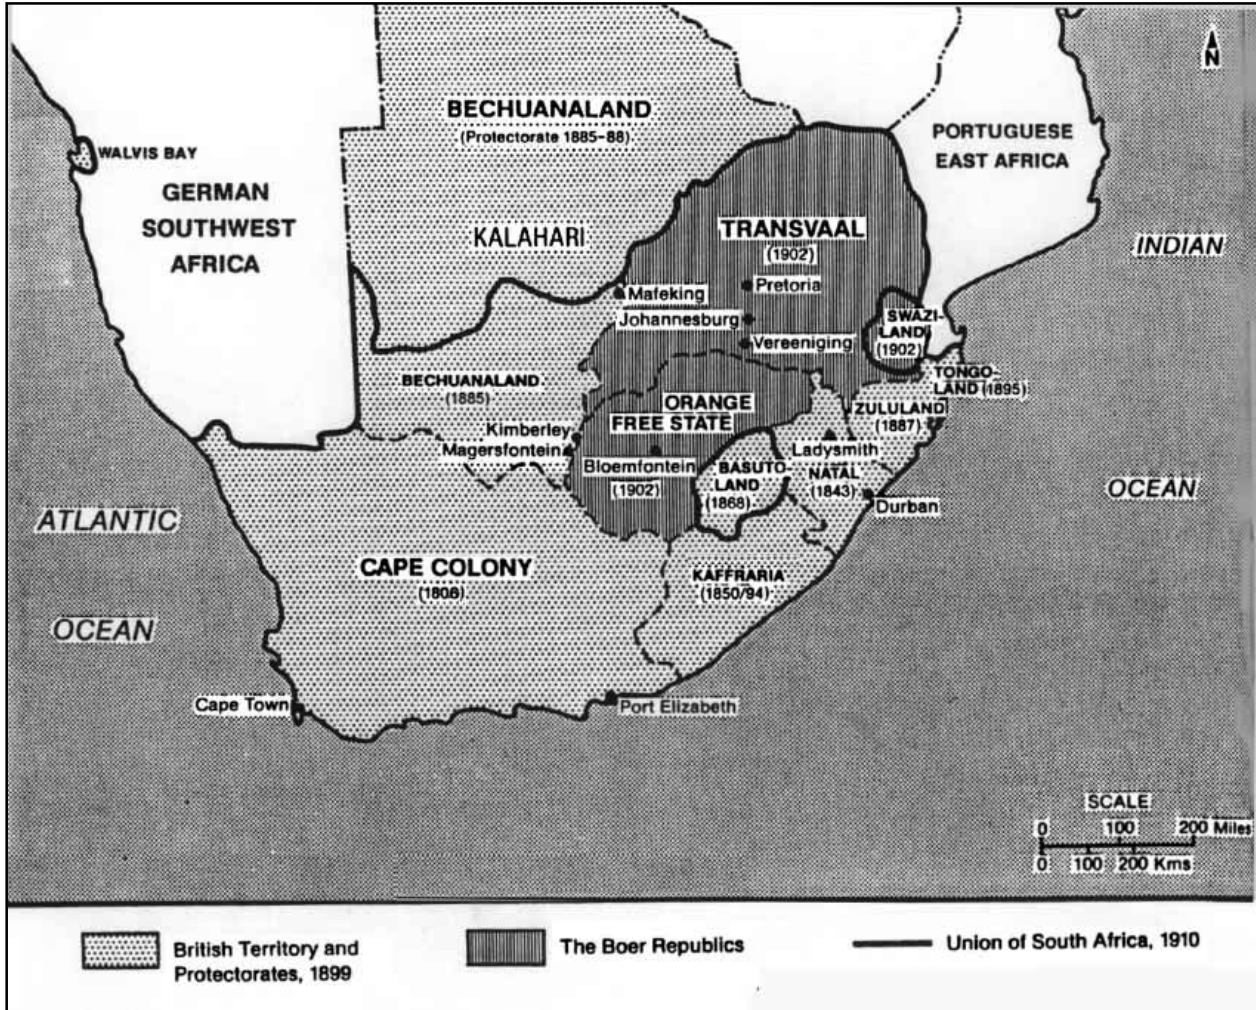 N
BECHUANALAND
(Protectorate 1885-88)
PORTUGUESE
EAST AFRICA
WALVIS BAY
GERMAN
SOUTHWEST
AFRICA
KALAHARI
TRANSVAAL
(1902)
INDIAN
Mafeking
Pretoria
Johannesburg
Vereeniging
SWAZI-
LAND
(1902)
TONGO-
LAND (1895)
BECHUANALAND
(1885)
ORANGE
FREE STATE
ZULULAND
(1887)
Kimberley
Magersfontein
Bloemfontein
(1902)
BASUTO-
LAND
(1868)
Ladysmith
NATAL
(1843)
Durban
OCEAN
ATLANTIC
OCEAN
CAPE COLONY
(1808)
KAFFRARIA
(1850/94)
Cape Town
Port Elizabeth
SCALE
0 100 200 Miles
0 100 200 Kms
British Territory and
Protectorates, 1899
The Boer Republics
Union of South Africa, 1910